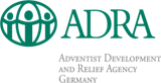 ADRA
Adventist Development
and Relief Agency
Germany